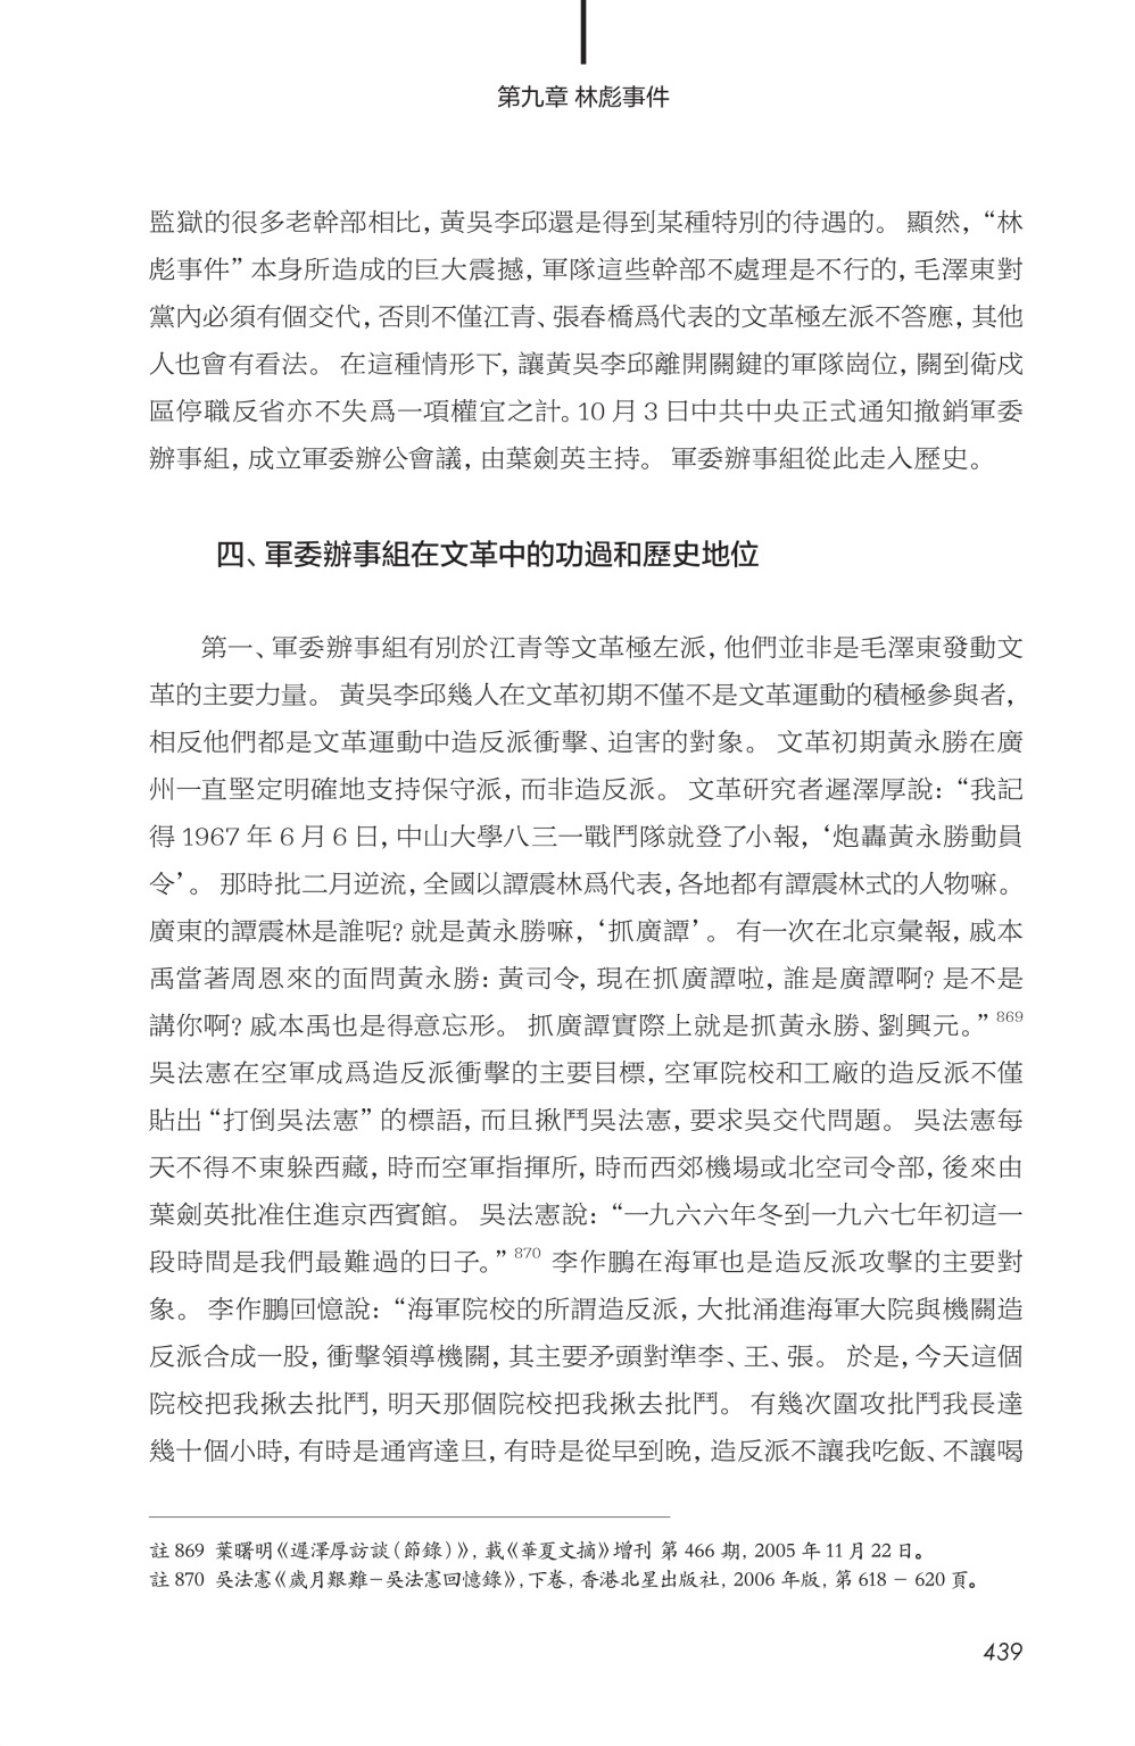 第九章 林彪事件
監獄的很多老幹部相比，黃吳李邱還是得到某種特別的待遇的。 顯然，“林
彪事件”本身所造成的巨大震撼，軍隊這些幹部不處理是不行的，毛澤東對
黨內必須有個交代，否則不僅江青、張春橋爲代表的文革極左派不答應，其他
人也會有看法。 在這種情形下，讓黃吳李邱離開關鍵的軍隊崗位，關到衛戍
區停職反省亦不失爲一項權宜之計。10 月 3 日中共中央正式通知撤銷軍委
辦事組，成立軍委辦公會議，由葉劍英主持。 軍委辦事組從此走入歷史。
四、軍委辦事組在文革中的功過和歷史地位
第一、軍委辦事組有別於江青等文革極左派，他們並非是毛澤東發動文
革的主要力量。 黃吳李邱幾人在文革初期不僅不是文革運動的積極參與者，
相反他們都是文革運動中造反派衝擊、迫害的對象。 文革初期黃永勝在廣
州一直堅定明確地支持保守派，而非造反派。 文革研究者遲澤厚說：“我記
得 1967 年 6 月 6 日，中山大學八三一戰鬥隊就登了小報，‘炮轟黃永勝動員
令’。 那時批二月逆流，全國以譚震林爲代表，各地都有譚震林式的人物嘛。
廣東的譚震林是誰呢？就是黃永勝嘛，‘抓廣譚’。 有一次在北京彙報，戚本
禹當著周恩來的面問黃永勝：黃司令，現在抓廣譚啦，誰是廣譚啊？是不是
講你啊？戚本禹也是得意忘形。 抓廣譚實際上就是抓黃永勝、劉興元。”869
吳法憲在空軍成爲造反派衝擊的主要目標，空軍院校和工廠的造反派不僅
貼出“打倒吳法憲”的標語，而且揪鬥吳法憲，要求吳交代問題。 吳法憲每
天不得不東躲西藏，時而空軍指揮所，時而西郊機場或北空司令部，後來由
葉劍英批准住進京西賓館。 吳法憲說：“一九六六年冬到一九六七年初這一
段時間是我們最難過的日子。”870 李作鵬在海軍也是造反派攻擊的主要對
象。 李作鵬回憶說：“海軍院校的所謂造反派，大批涌進海軍大院與機關造
反派合成一股，衝擊領導機關，其主要矛頭對準李、王、張。 於是，今天這個
院校把我揪去批鬥，明天那個院校把我揪去批鬥。 有幾次圍攻批鬥我長達
幾十個小時，有時是通宵達旦，有時是從早到晚，造反派不讓我吃飯、不讓喝
註 869 葉曙明《遲澤厚訪談（節錄）》，載《華夏文摘》增刊 第 466 期，2005 年 11 月 22 日。
註 870 吳法憲《歲月艱難－吳法憲回憶錄》，下卷，香港北星出版社，2006 年版，第 618 － 620 頁。
439